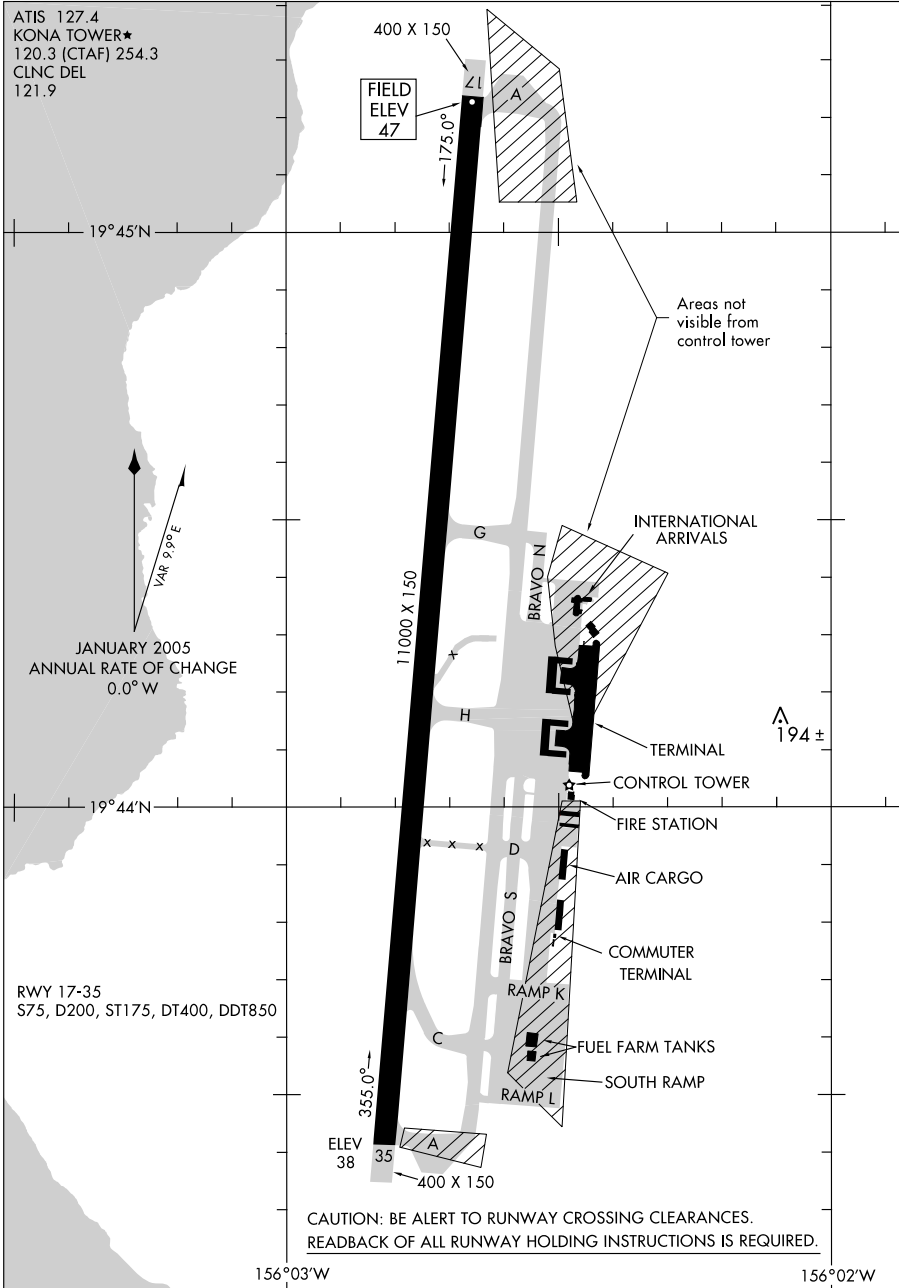 ATIS 127.4
KONA TOWER★
120.3 (CTAF) 254.3
CLNC DEL
121.9
400 X 150
17
FIELD
ELEV
47
A
175.0°
19°45'N
Areas not
visible from
control tower
VAR 9.9° E
JANUARY 2005
ANNUAL RATE OF CHANGE
0.0° W
G
INTERNATIONAL
ARRIVALS
BRAVO N
11000 X 150
x
H
194 ±
TERMINAL
CONTROL TOWER
19°44'N
FIRE STATION
x x x
D
AIR CARGO
BRAVO S
COMMUTER
TERMINAL
RWY 17-35
S75, D200, ST175, DT400, DDT850
RAMP K
C
FUEL FARM TANKS
SOUTH RAMP
RAMP L
355.0°
ELEV
38
35
A
400 X 150
CAUTION: BE ALERT TO RUNWAY CROSSING CLEARANCES.
READBACK OF ALL RUNWAY HOLDING INSTRUCTIONS IS REQUIRED.
156°03'W
156°02'W